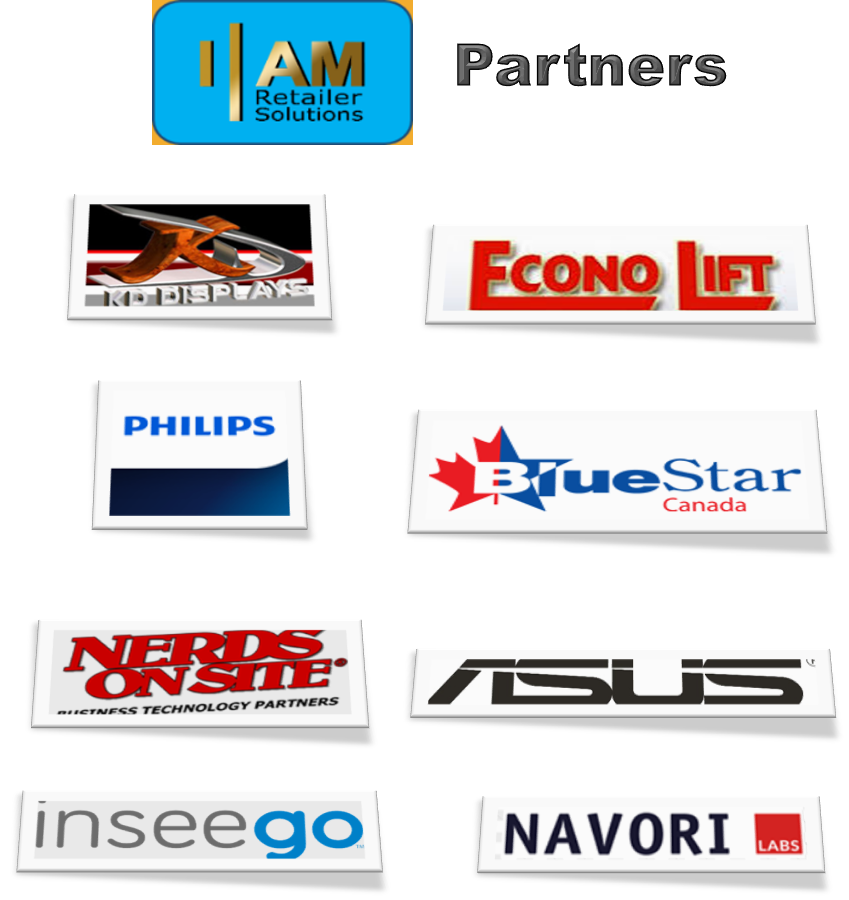 AM
Retailer
Solutions
Partners
KD DISPLAYS
ECONO LIFT
PHILIPS
BlueStar
Canada
NERDS
ON SITE®
BUSINESS TECHNOLOGY PARTNERS
ASUS
inseego™
NAVORI
LABS